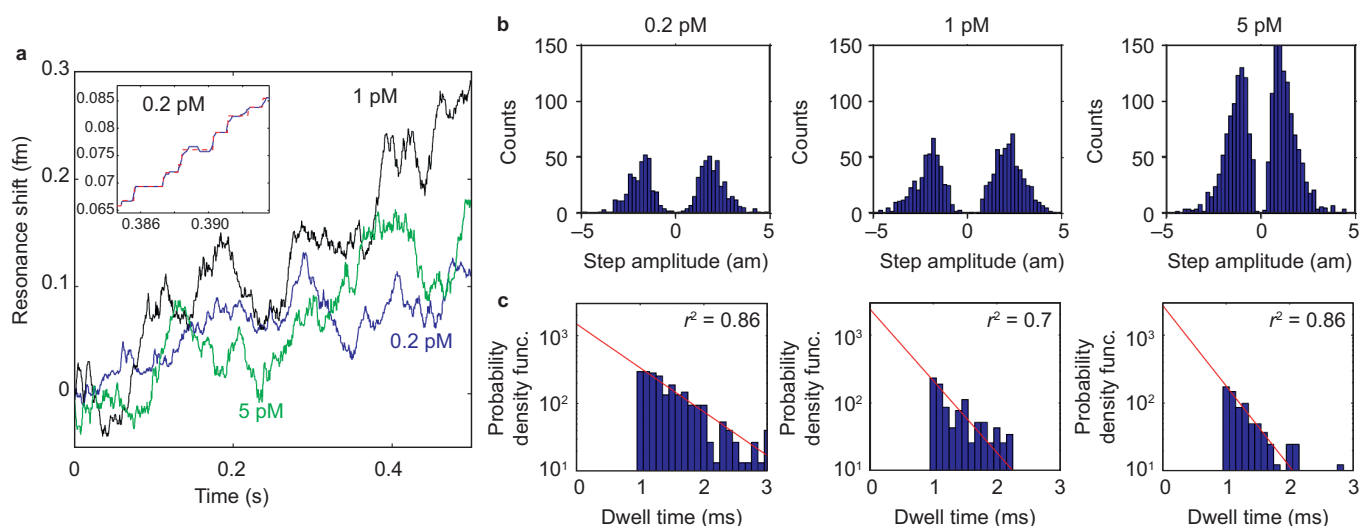 a
0.3
0.2
0.1
0
Resonance shift (fm)
0
0.2
0.4
Time (s)
0.085
0.080
0.075
0.070
0.065
0.386
0.390
0.2 pM
1 pM
0.2 pM
5 pM
b
0.2 pM
150
100
50
0
Counts
–5
0
5
Step amplitude (am)
1 pM
150
100
50
0
Counts
–5
0
5
Step amplitude (am)
5 pM
150
100
50
0
Counts
–5
0
5
Step amplitude (am)
c
r² = 0.86
10³
10²
10¹
Probability
density func.
0
1
2
3
Dwell time (ms)
r² = 0.7
10³
10²
10¹
Probability
density func.
0
1
2
3
Dwell time (ms)
r² = 0.86
10³
10²
10¹
Probability
density func.
0
1
2
3
Dwell time (ms)